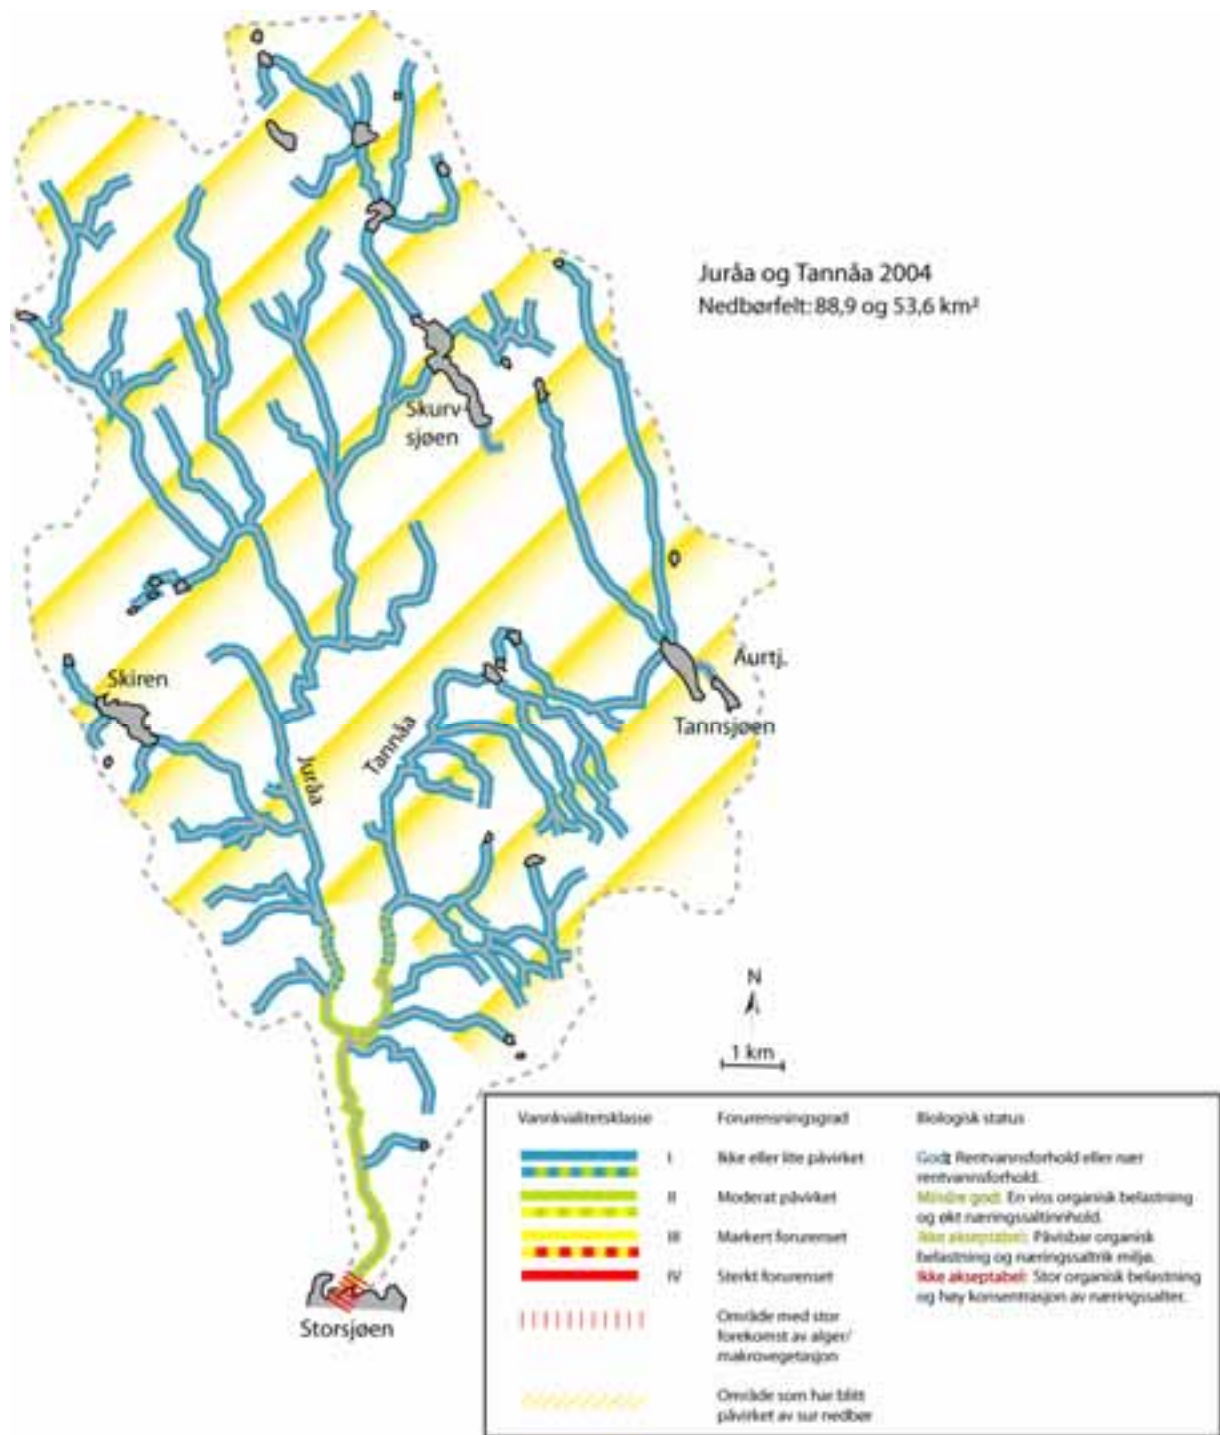 Juråa og Tannåa 2004
Nedbørfelt: 88,9 og 53,6 km²
Skurv-
sjøen
Skiren
Aurtj.
Tannsjøen
Juråa
Tannåa
N
1 km
Storsjøen
Vannkvalitetsklasse
Forurensningsgrad
Biologisk status
I
Ikke eller lite påvirket
God: Rentvannsforhold eller nær
rentvannsforhold.
II
Moderat påvirket
Mindre god: En viss organisk belastning
og økt næringssaltinnhold.
III
Markert forurenset
Ikke akseptabel: Påvisbar organisk
belastning og næringssaltrik miljø.
IV
Sterkt forurenset
Ikke akseptabel: Stor organisk belastning
og høy konsentrasjon av næringssalter.
Område med stor
forekomst av alger/
makrovegetasjon
Område som har blitt
påvirket av sur nedbør